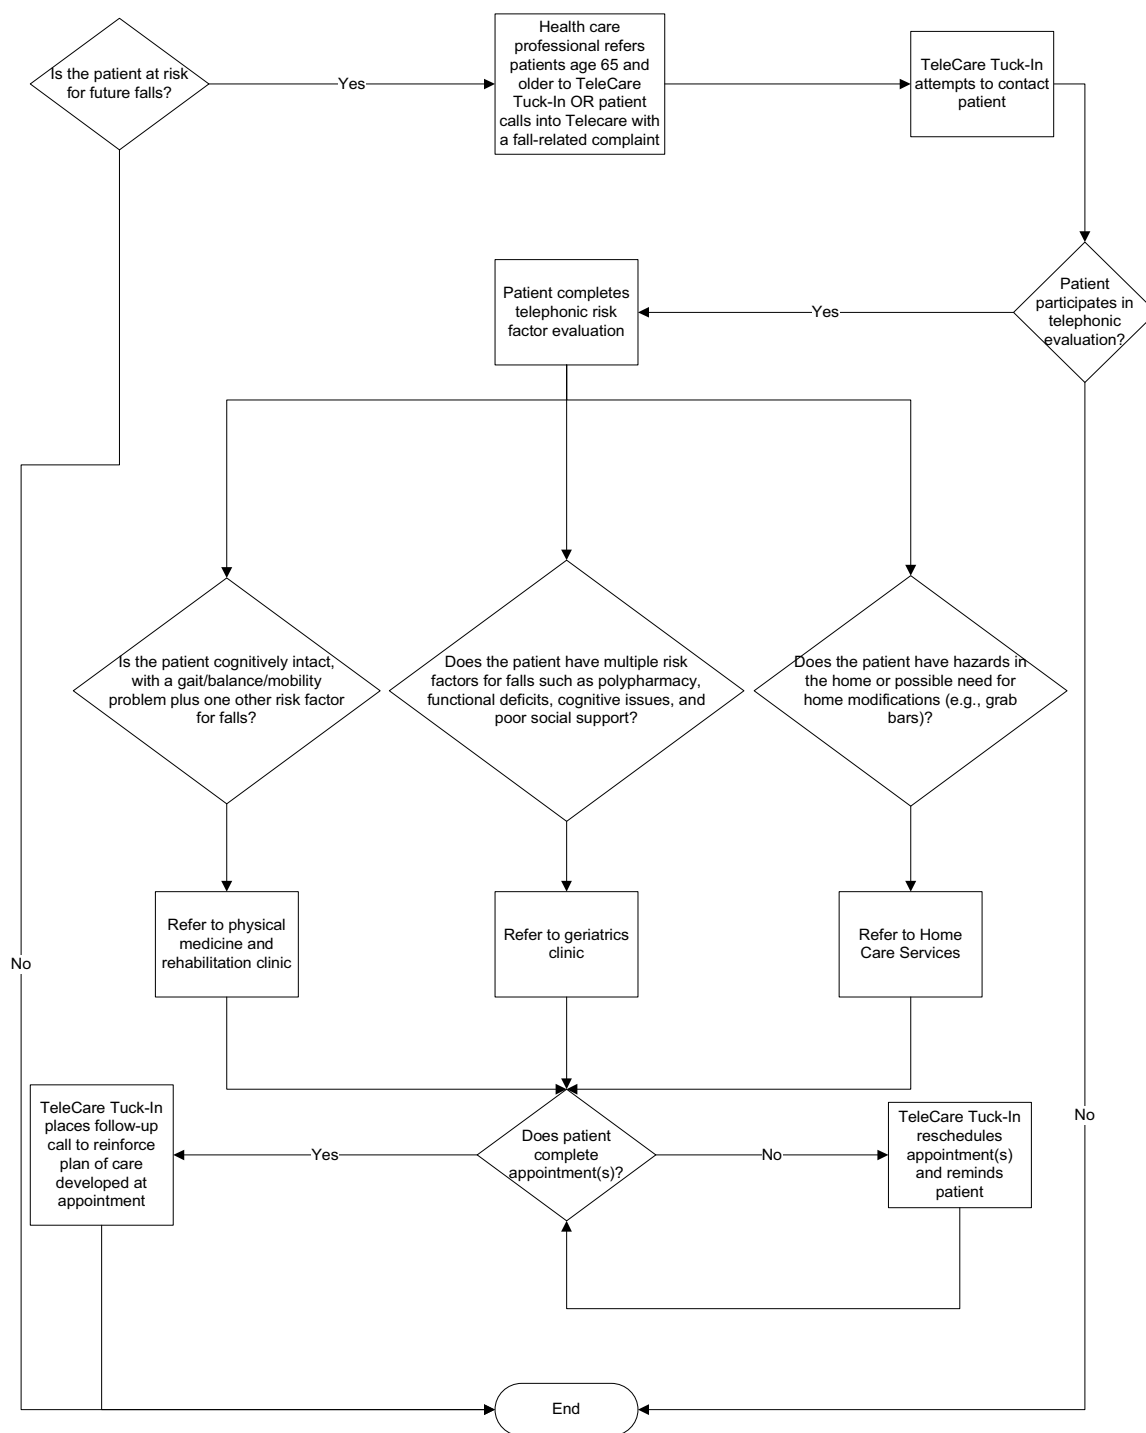 Is the patient at risk
for future falls?
Yes
Health care
professional refers
patients age 65 and
older to TeleCare
Tuck-In OR patient
calls into Telecare with
a fall-related complaint
TeleCare Tuck-In
attempts to contact
patient
Patient
participates in
telephonic
evaluation?
Yes
Patient completes
telephonic risk
factor evaluation
Is the patient cognitively intact,
with a gait/balance/mobility
problem plus one other risk factor
for falls?
Does the patient have multiple risk
factors for falls such as polypharmacy,
functional deficits, cognitive issues, and
poor social support?
Does the patient have hazards in
the home or possible need for
home modifications (e.g., grab
bars)?
Refer to physical
medicine and
rehabilitation clinic
Refer to geriatrics
clinic
Refer to Home
Care Services
No
TeleCare Tuck-In
places follow-up
call to reinforce
plan of care
developed at
appointment
Yes
Does patient
complete
appointment(s)?
No
TeleCare Tuck-In
reschedules
appointment(s)
and reminds
patient
No
End